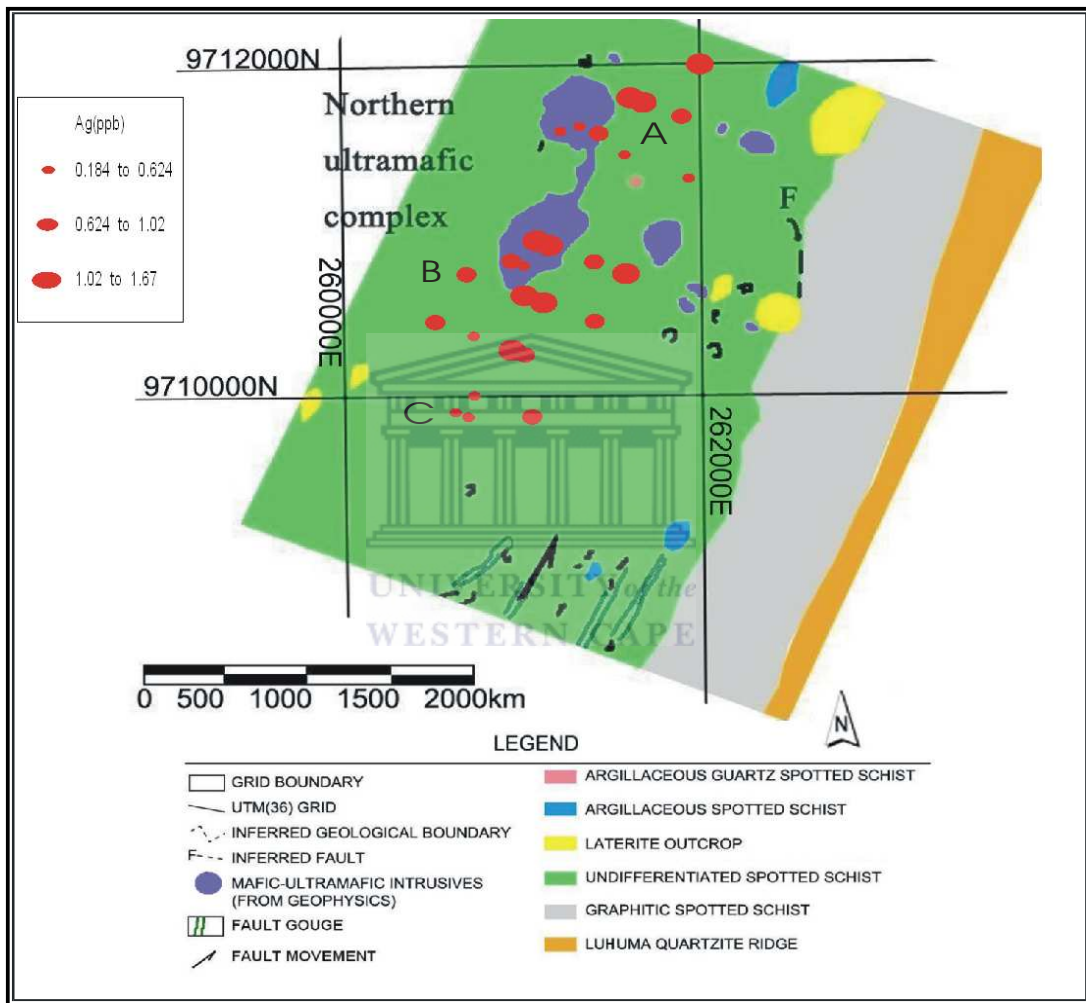 9712000N
Ag(ppb)
0.184 to 0.624
0.624 to 1.02
1.02 to 1.67
Northern
ultramafic
complex
A
F
B
2600000E
9710000N
C
262000E
UNIVERSITY of the
WESTERN CAPE
0 500 1000 1500 2000km
N
LEGEND
GRID BOUNDARY
UTM(36) GRID
INFERRED GEOLOGICAL BOUNDARY
F INFERRED FAULT
MAFIC-ULTRAMAFIC INTRUSIVES
(FROM GEOPHYSICS)
FAULT GOUGE
FAULT MOVEMENT
ARGILLACEOUS GUARTZ SPOTTED SCHIST
ARGILLACEOUS SPOTTED SCHIST
LATERITE OUTCROP
UNDIFFERENTIATED SPOTTED SCHIST
GRAPHITIC SPOTTED SCHIST
LUHUMA QUARTZITE RIDGE